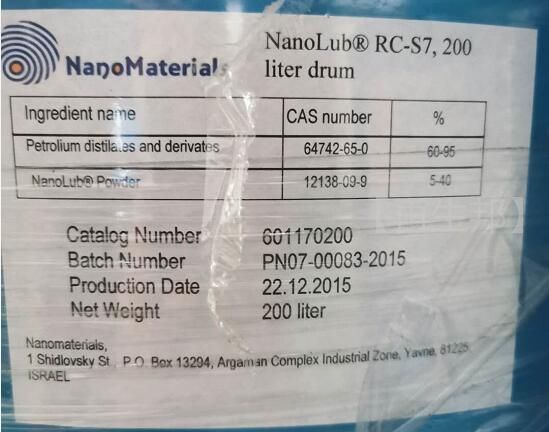 NanoMaterials
NanoLub® RC-S7, 200
liter drum
Ingredient name CAS number %
Petrolium distilates and derivates 64742-65-0 60-95
NanoLub® Powder 12138-09-9 5-40
Catalog Number 601170200
Batch Number PN07-00083-2015
Production Date 22.12.2015
Net Weight 200 liter
Nanomaterials,
1 Shidlovsky St., P.O. Box 13294, Argaman Complex Industrial Zone, Yavne, 81225
ISRAEL